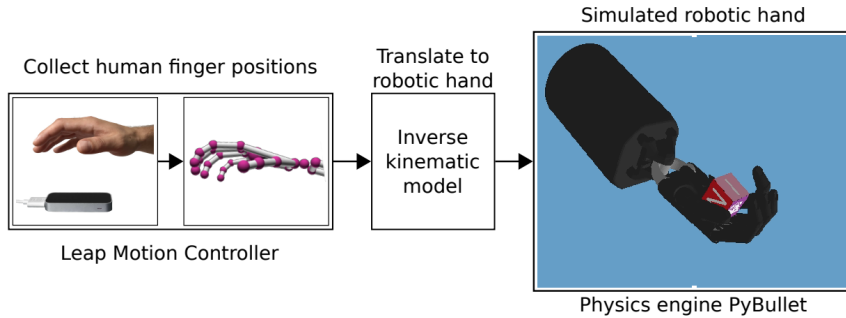 Simulated robotic hand
Collect human finger positions
Translate to
robotic hand
Inverse
kinematic
model
V
Leap Motion Controller
Physics engine PyBullet